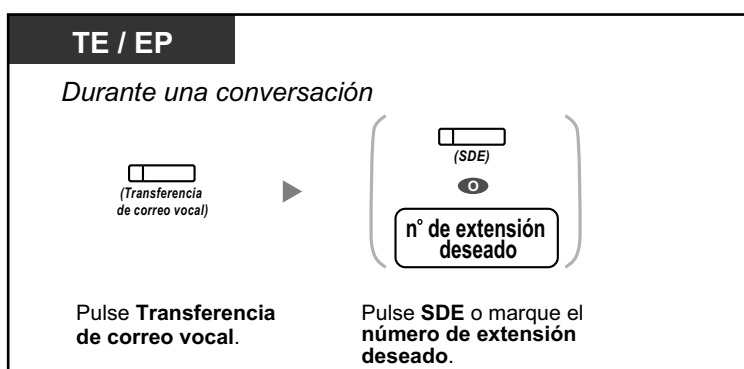 TE / EP
Durante una conversación
(Transferencia
de correo vocal)
(SDE)
O
n° de extensión
deseado
Pulse Transferencia
de correo vocal.
Pulse SDE o marque el
número de extensión
deseado.